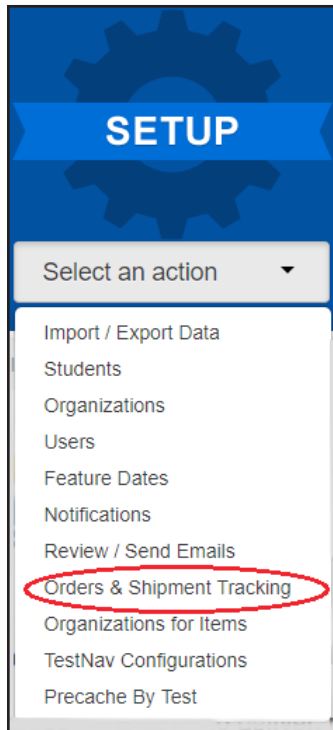 SETUP
Select an action
Import / Export Data
Students
Organizations
Users
Feature Dates
Notifications
Review / Send Emails
Orders & Shipment Tracking
Organizations for Items
TestNav Configurations
Precache By Test